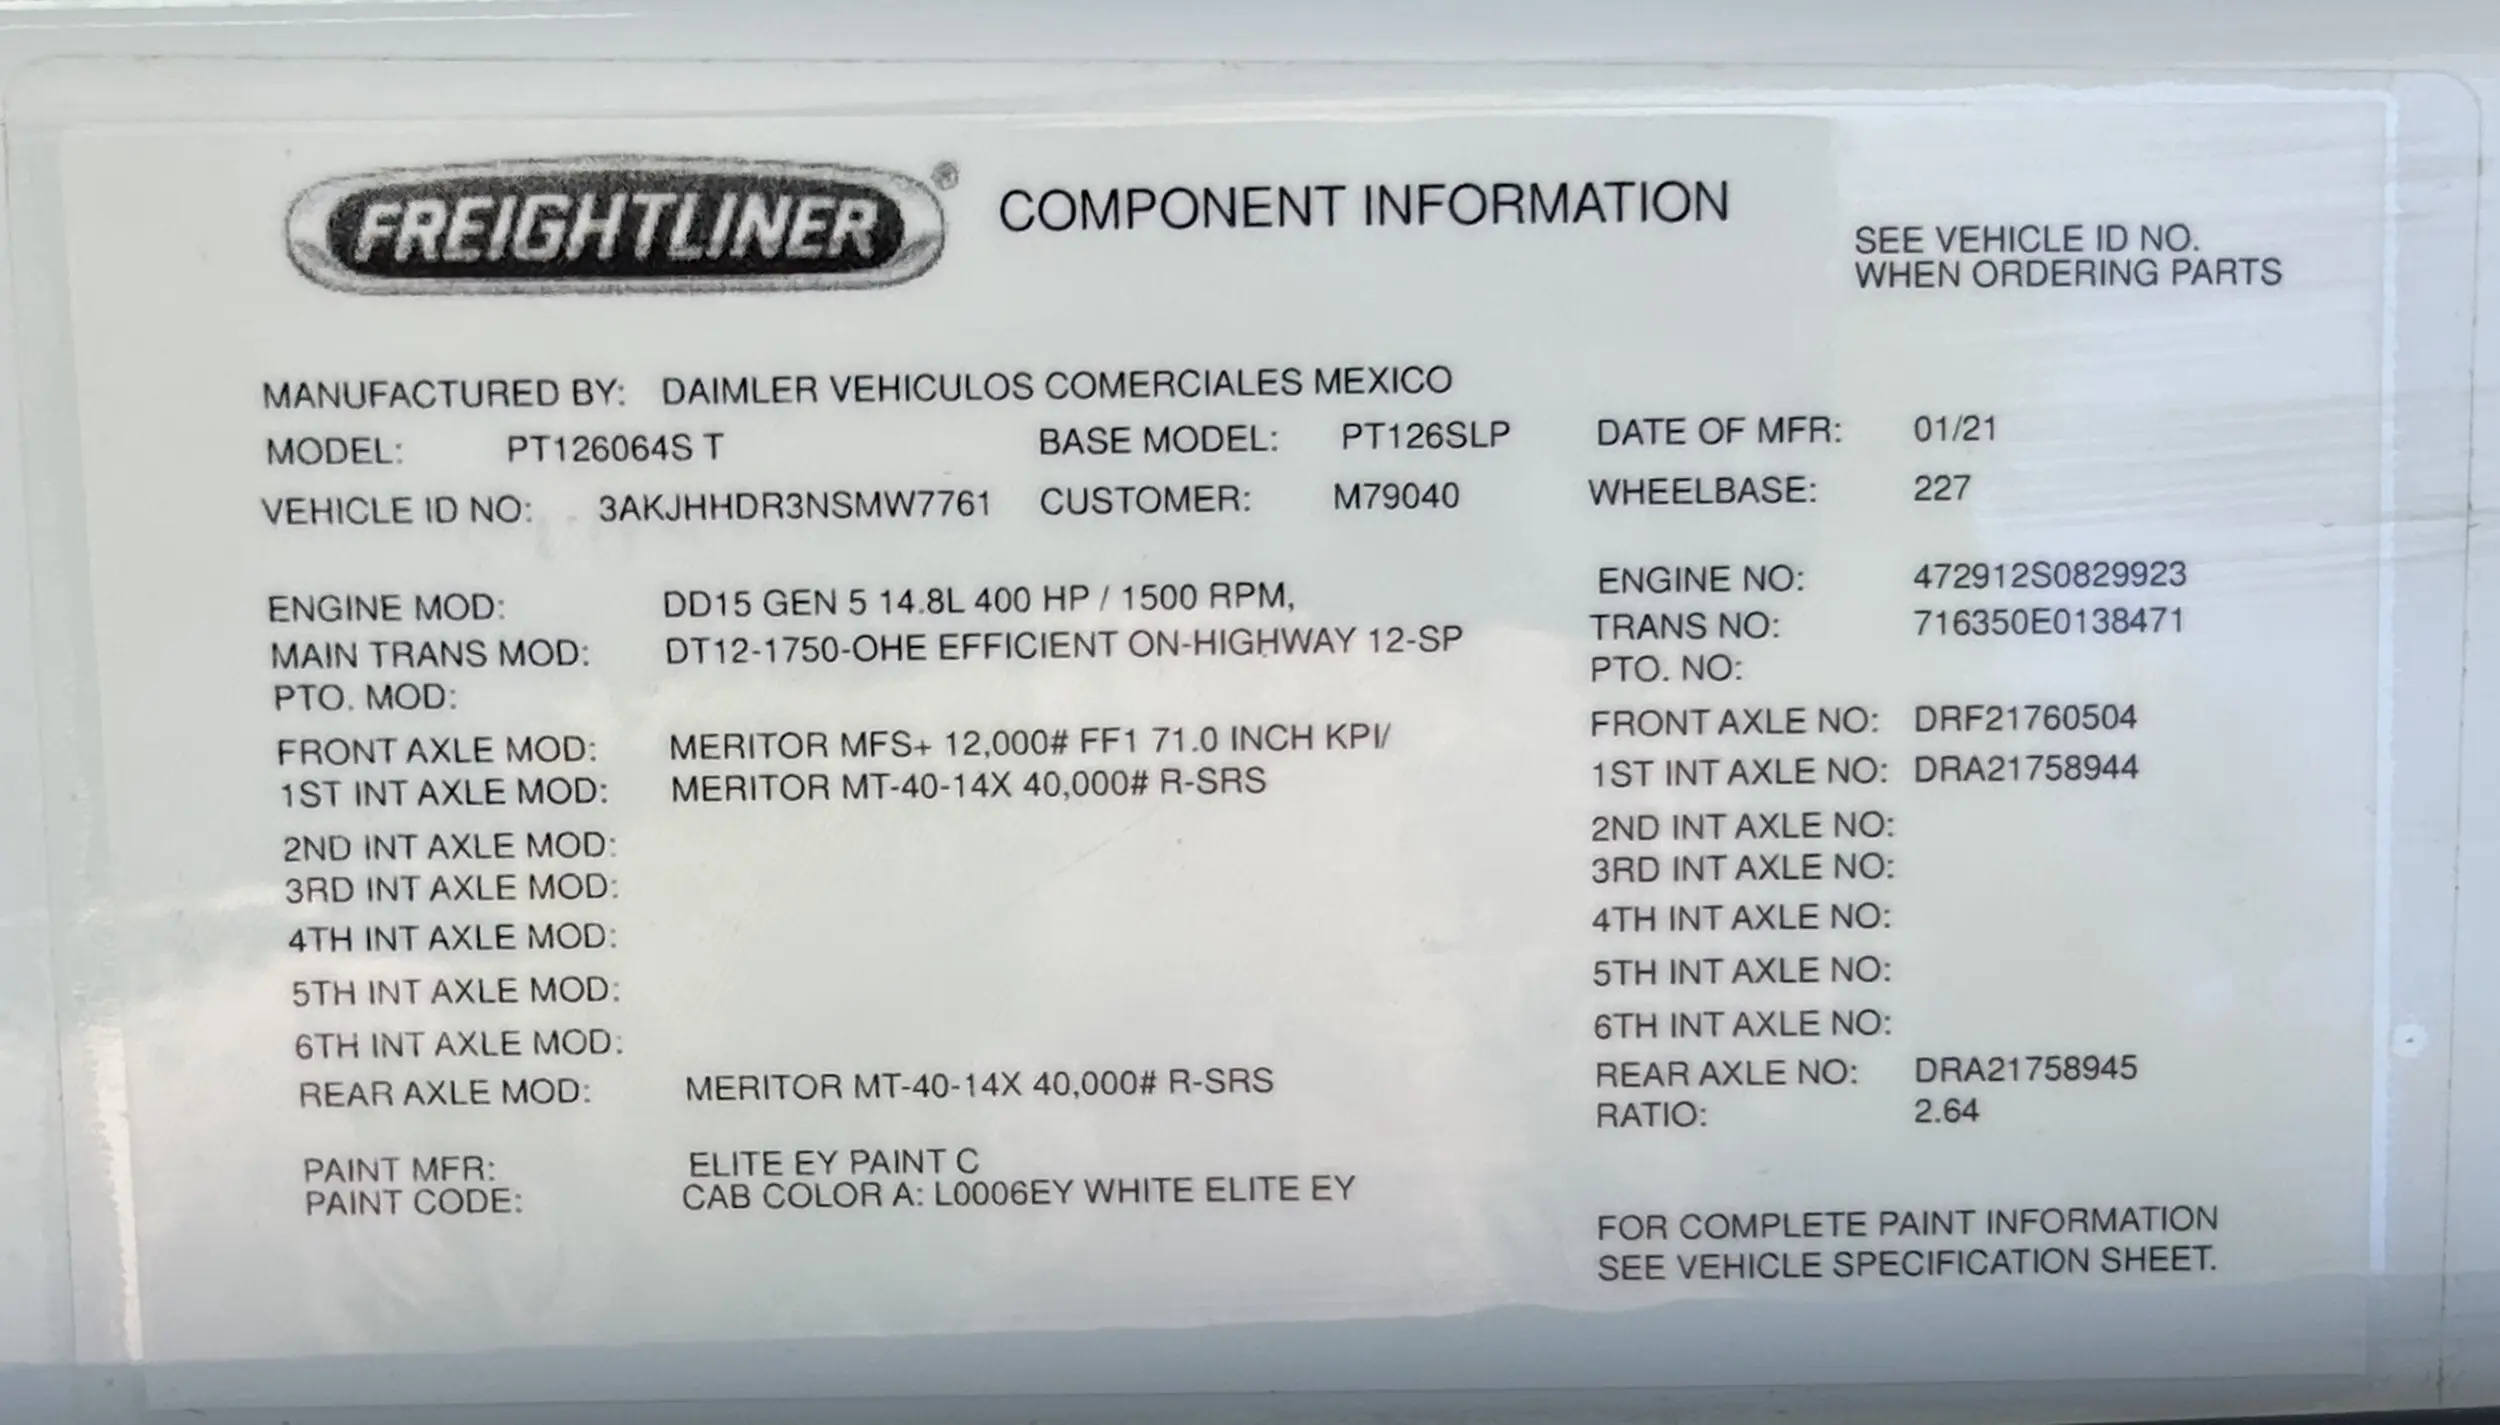 FREIGHTLINER® COMPONENT INFORMATION
SEE VEHICLE ID NO.
WHEN ORDERING PARTS
MANUFACTURED BY: DAIMLER VEHICULOS COMERCIALES MEXICO
MODEL: PT126064S T BASE MODEL: PT126SLP DATE OF MFR: 01/21
VEHICLE ID NO: 3AKJHHDR3NSMW7761 CUSTOMER: M79040 WHEELBASE: 227
ENGINE MOD: DD15 GEN 5 14.8L 400 HP / 1500 RPM, ENGINE NO: 472912S0829923
MAIN TRANS MOD: DT12-1750-OHE EFFICIENT ON-HIGHWAY 12-SP TRANS NO: 716350E0138471
PTO. MOD: PTO. NO:
FRONT AXLE MOD: MERITOR MFS+ 12,000# FF1 71.0 INCH KPI/ FRONT AXLE NO: DRF21760504
1ST INT AXLE MOD: MERITOR MT-40-14X 40,000# R-SRS 1ST INT AXLE NO: DRA21758944
2ND INT AXLE MOD: 2ND INT AXLE NO:
3RD INT AXLE MOD: 3RD INT AXLE NO:
4TH INT AXLE MOD: 4TH INT AXLE NO:
5TH INT AXLE MOD: 5TH INT AXLE NO:
6TH INT AXLE MOD: 6TH INT AXLE NO:
REAR AXLE MOD: MERITOR MT-40-14X 40,000# R-SRS REAR AXLE NO: DRA21758945
RATIO: 2.64
PAINT MFR: ELITE EY PAINT C
PAINT CODE: CAB COLOR A: L0006EY WHITE ELITE EY
FOR COMPLETE PAINT INFORMATION
SEE VEHICLE SPECIFICATION SHEET.